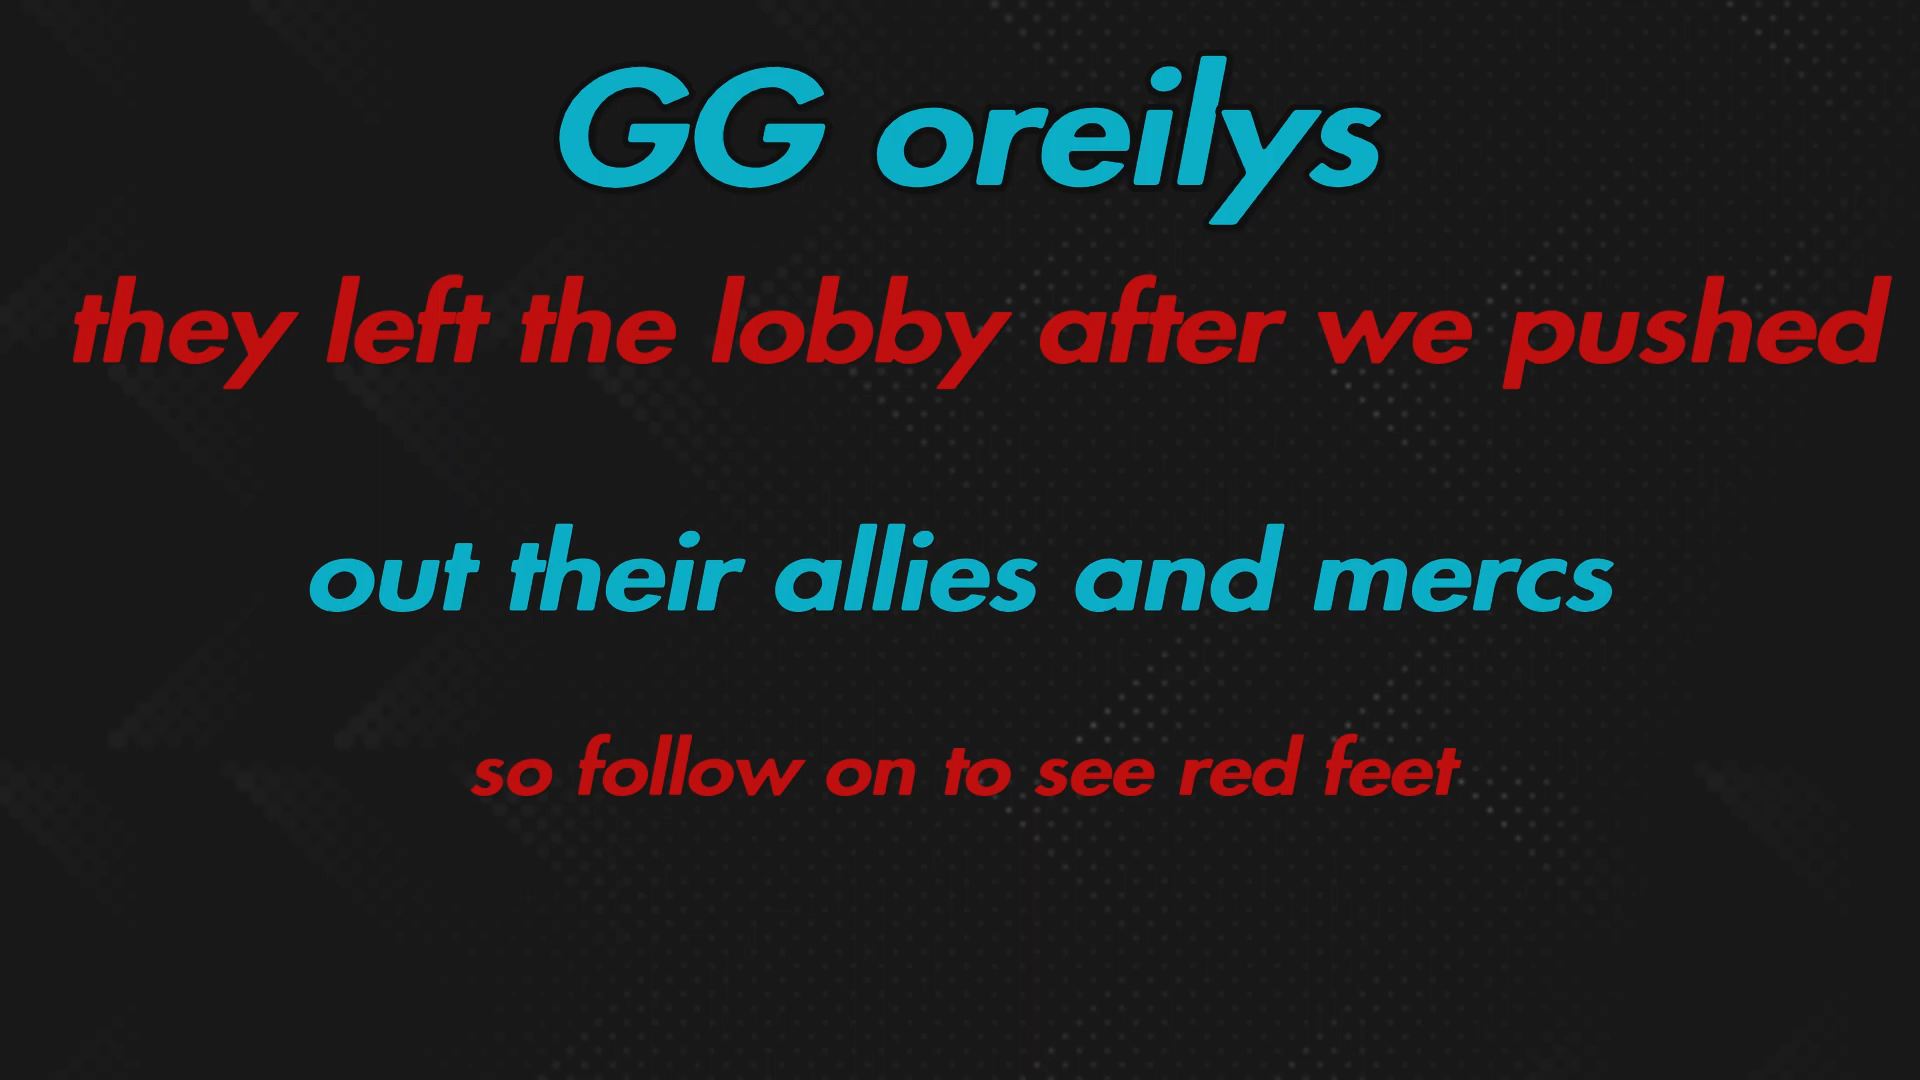 GG oreilys
they left the lobby after we pushed
out their allies and mercs
so follow on to see red feet